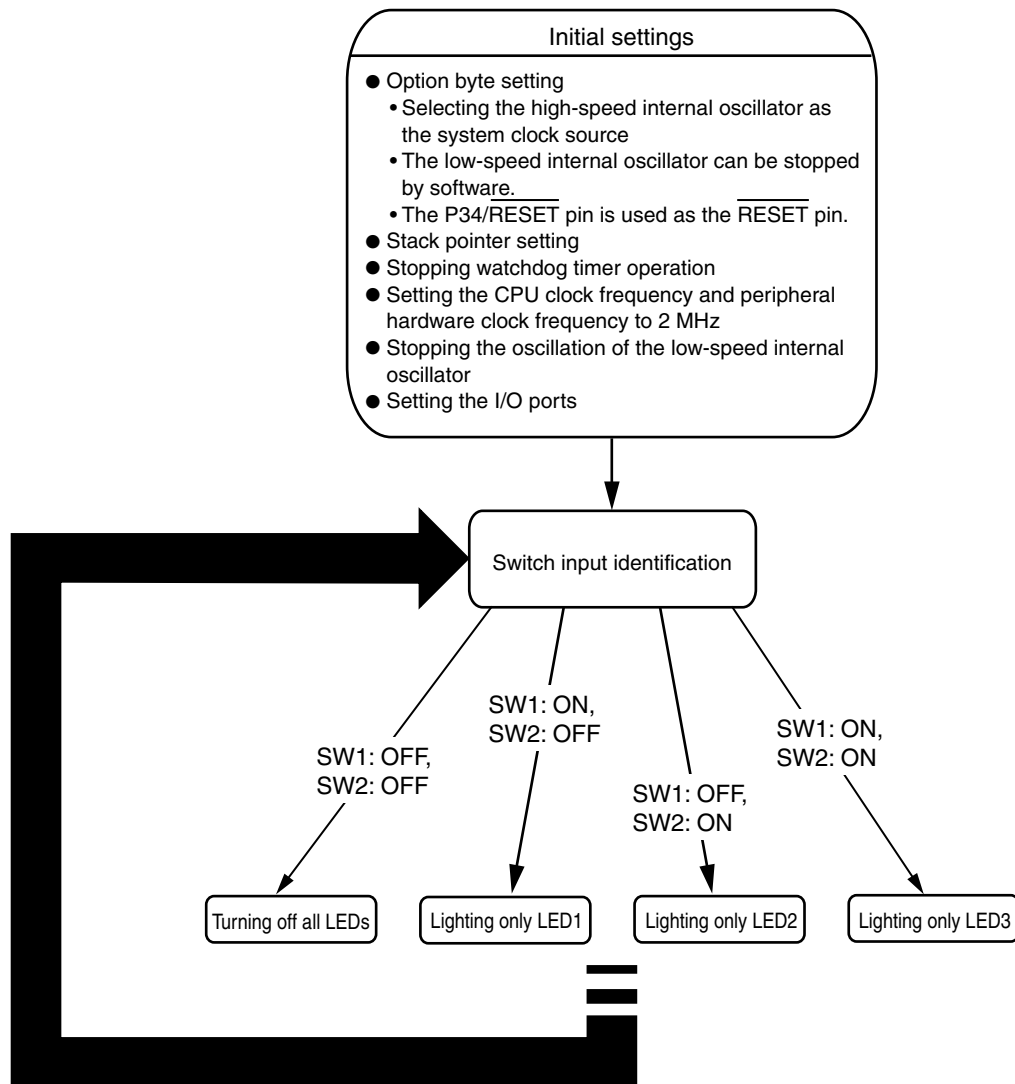 Initial settings
● Option byte setting
• Selecting the high-speed internal oscillator as
the system clock source
• The low-speed internal oscillator can be stopped
by software.
• The P34/RESET pin is used as the RESET pin.
● Stack pointer setting
● Stopping watchdog timer operation
● Setting the CPU clock frequency and peripheral
hardware clock frequency to 2 MHz
● Stopping the oscillation of the low-speed internal
oscillator
● Setting the I/O ports
Switch input identification
SW1: OFF,
SW2: OFF
SW1: ON,
SW2: OFF
SW1: OFF,
SW2: ON
SW1: ON,
SW2: ON
Turning off all LEDs
Lighting only LED1
Lighting only LED2
Lighting only LED3